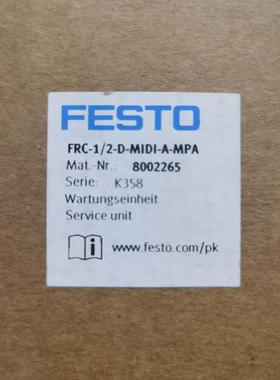 FESTO
FRC-1/2-D-MIDI-A-MPA
Mat.-Nr.: 8002265
Serie: K358
Wartungseinheit
Service unit
www.festo.com/pk